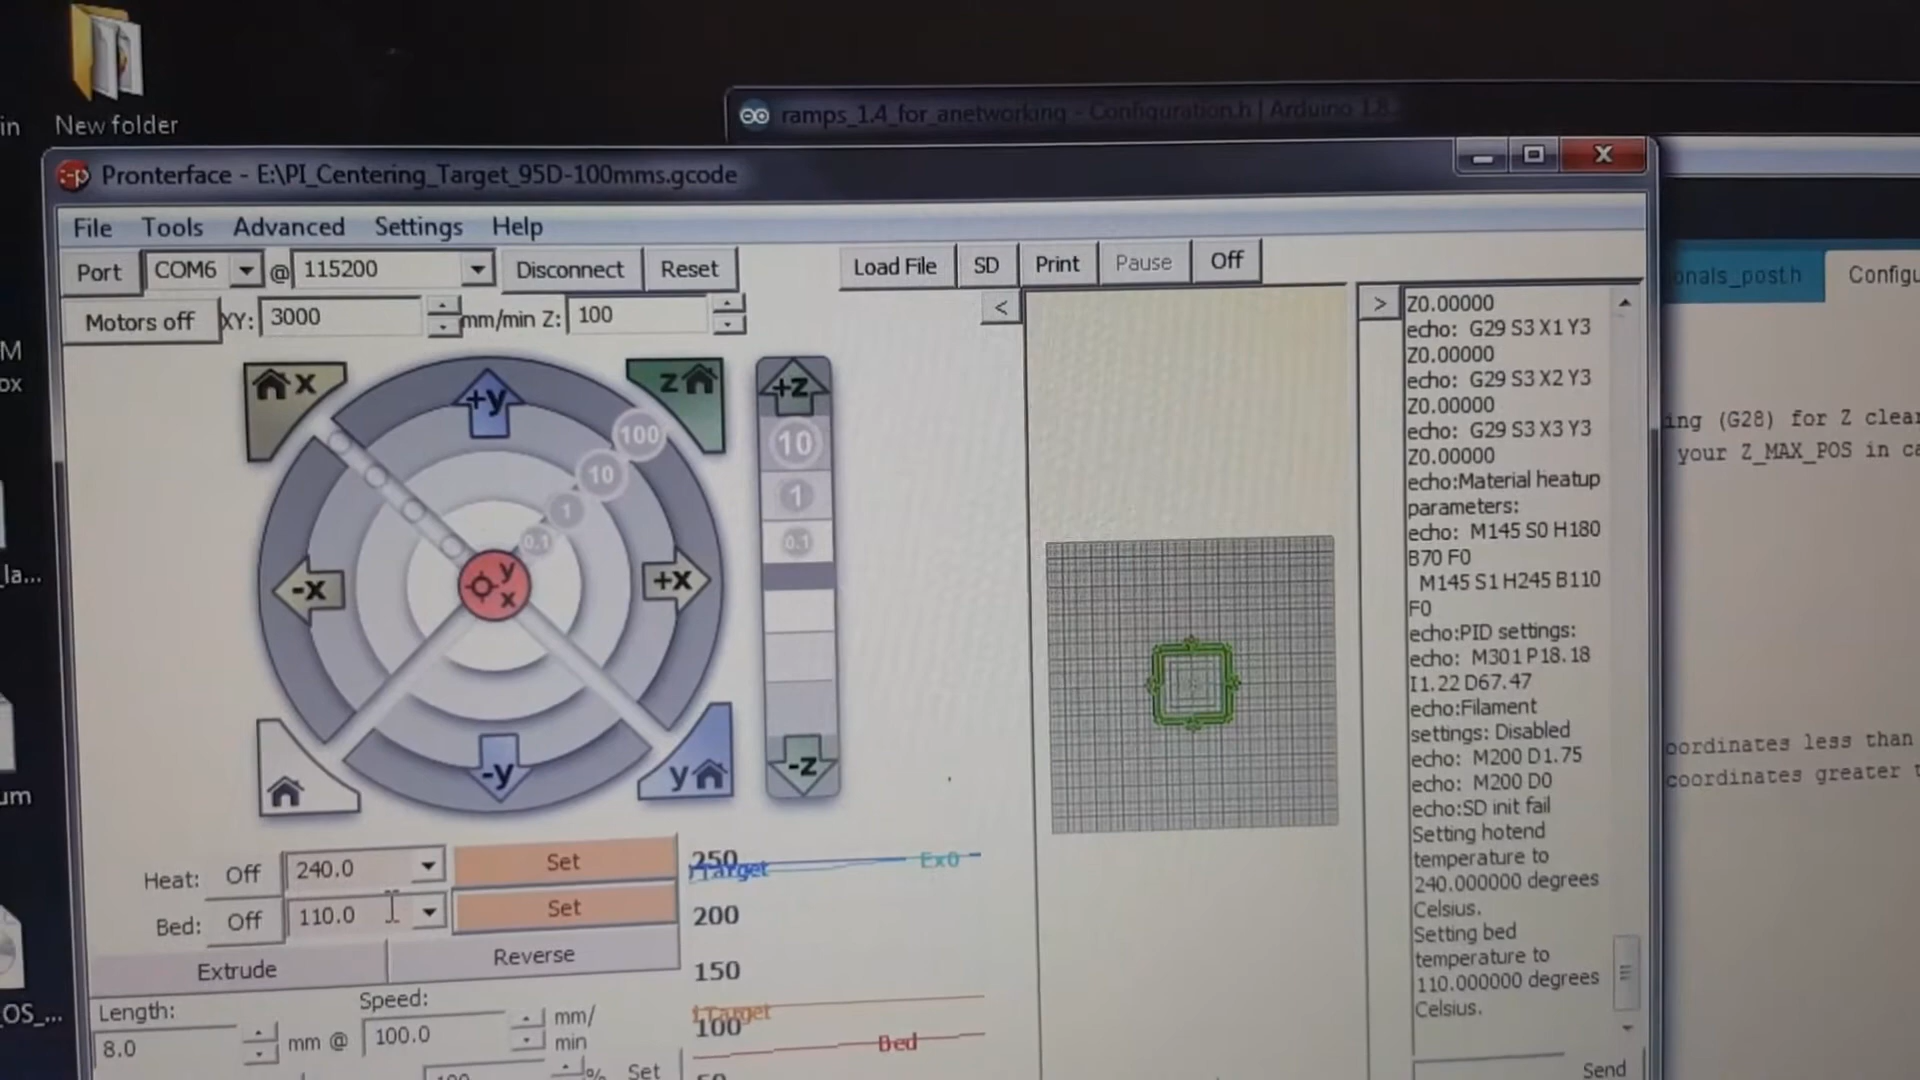 in
New folder
ramps_1.4_for_anetworking - Configuration.h | Arduino 1.8.
Pronterface - E:\PI_Centering_Target_95D-100mms.gcode
File Tools Advanced Settings Help
Port COM6 @ 115200 Disconnect Reset Load File SD Print Pause Off
onals_post.h Configu
Motors off XY: 3000 mm/min Z: 100 < >
x
+y
z
100
10
1
0.1
-x
y
x
+x
-y
y
+z
10
1
0.1
-z
Z0.00000
echo: G29 S3 X1 Y3
Z0.00000
echo: G29 S3 X2 Y3
Z0.00000
echo: G29 S3 X3 Y3
Z0.00000
echo:Material heatup
parameters:
echo: M145 S0 H180
B70 F0
M145 S1 H245 B110
F0
echo:PID settings:
echo: M301 P18.18
I1.22 D67.47
echo:Filament
settings: Disabled
echo: M200 D1.75
echo: M200 D0
echo:SD init fail
Setting hotend
temperature to
240.000000 degrees
Celsius.
Setting bed
temperature to
110.000000 degrees
Celsius.
Send
ing (G28) for Z clear
your Z_MAX_POS in ca
oordinates less than
coordinates greater t
M
ox
_la...
um
_OS_...
Heat: Off 240.0 Set
Bed: Off 110.0 Set
Extrude Reverse
Length: Speed:
8.0 mm @ 100.0 mm/
min
% Set
250
Target Ex0
200
150
Target
100
Bed